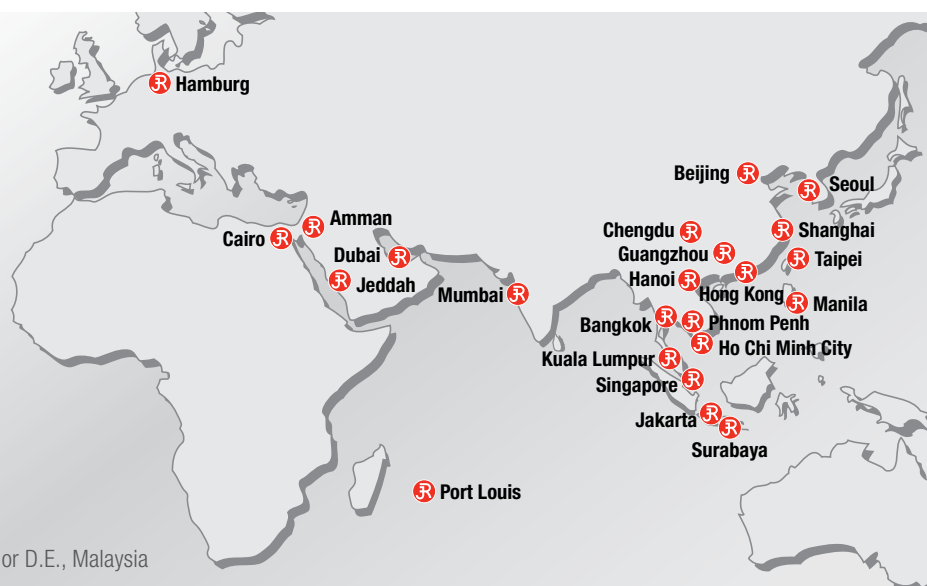 Hamburg
Beijing
Seoul
Amman
Cairo
Chengdu
Shanghai
Guangzhou
Dubai
Taipei
Hanoi
Jeddah
Mumbai
Hong Kong
Manila
Bangkok
Phnom Penh
Ho Chi Minh City
Kuala Lumpur
Singapore
Jakarta
Surabaya
Port Louis
or D.E., Malaysia